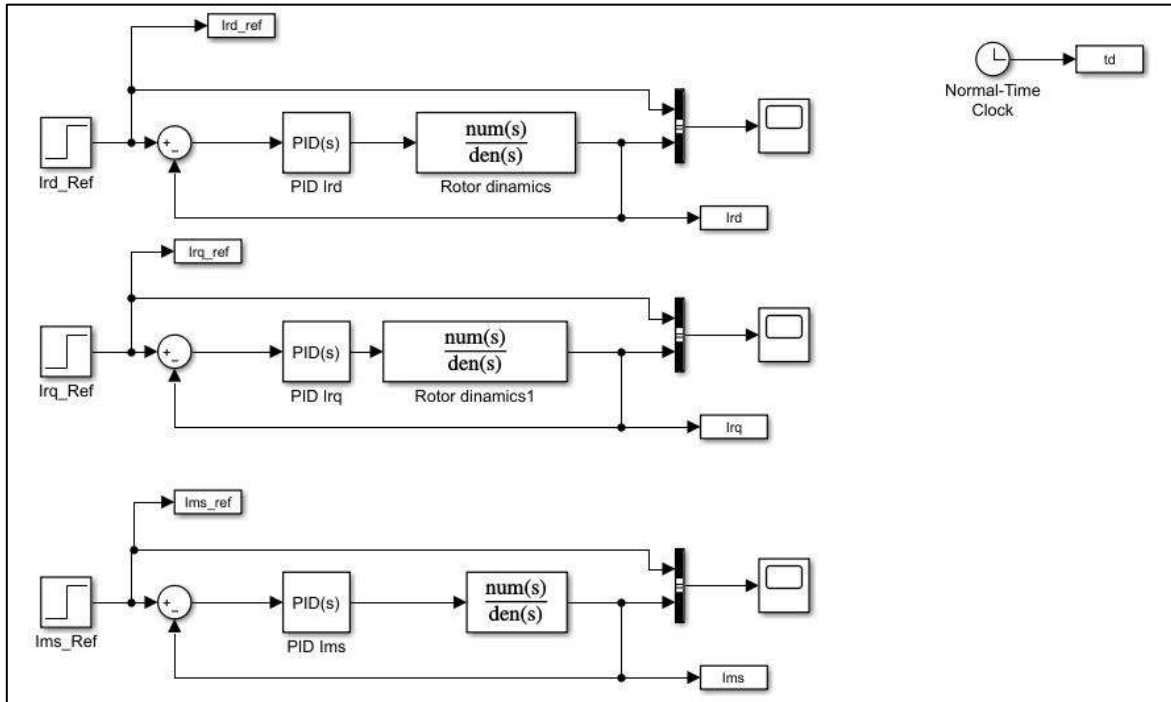 Ird_ref
td
Normal-Time
Clock
+
-
PID(s)
num(s)
den(s)
Ird_Ref
PID Ird
Rotor dinamics
Ird
Irq_ref
+
-
PID(s)
num(s)
den(s)
Irq_Ref
PID Irq
Rotor dinamics1
Irq
Ims_ref
+
-
PID(s)
num(s)
den(s)
Ims_Ref
PID Ims
Ims